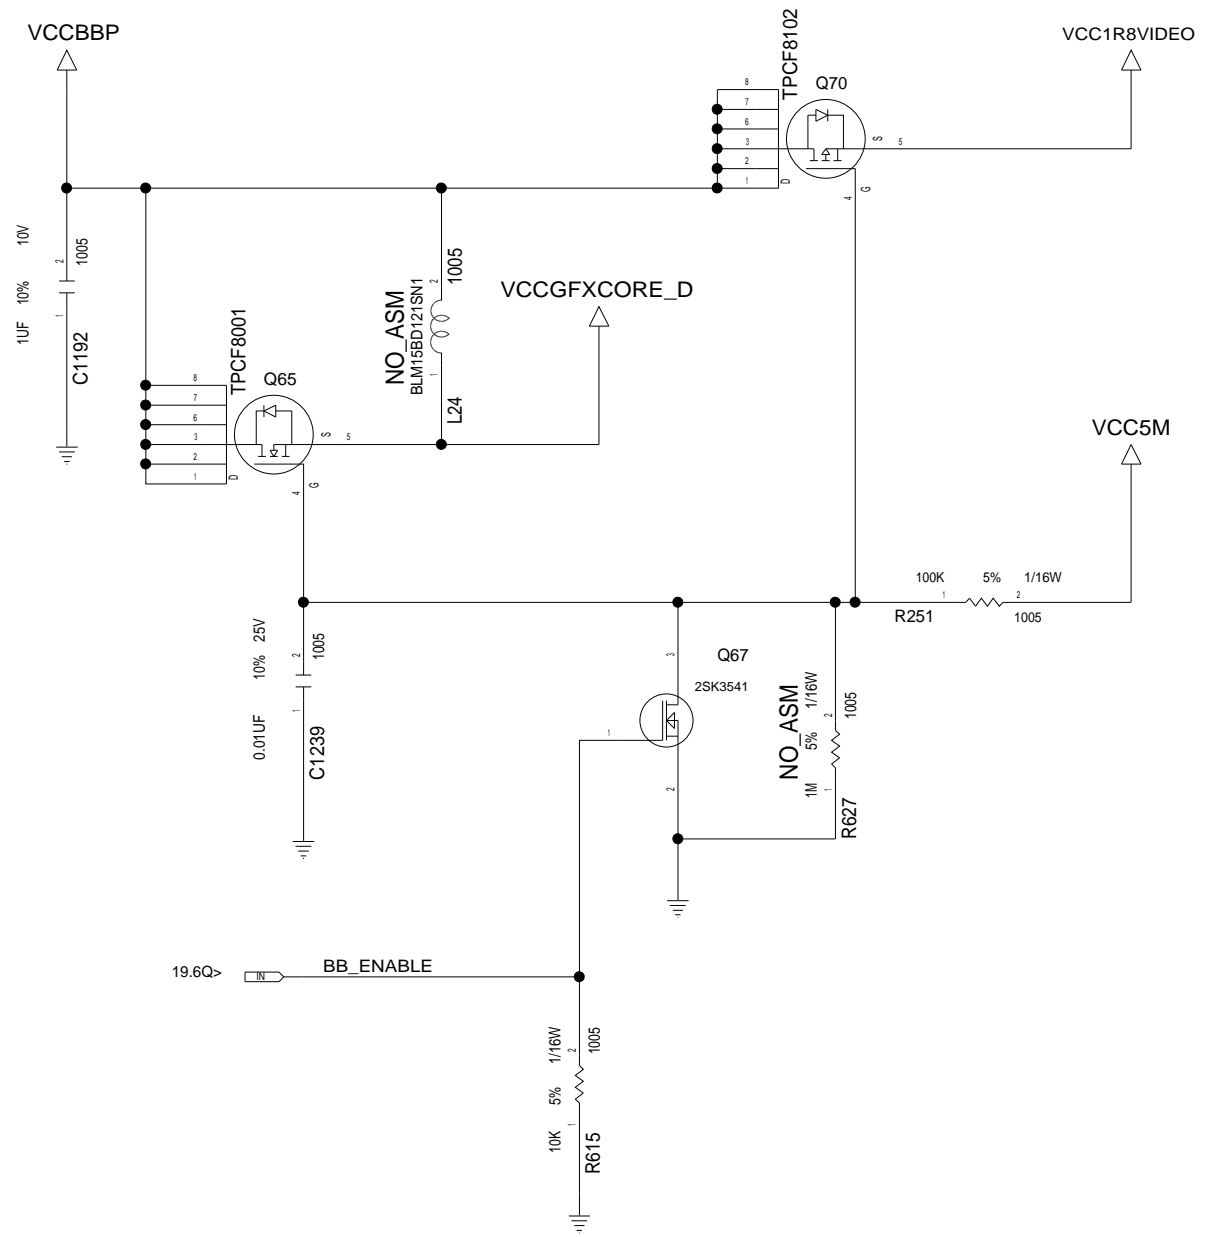 VCCBBP
TPCF8102
Q70
VCC1R8VIDEO
8
7
6
3
2
1
D
S
5
4
G
1UF 10% 10V
2
1005
1
C1192
NO_ASM
BLM15BD121SN1
2
1005
1
L24
VCCGFXCORE_D
TPCF8001
Q65
8
7
6
3
2
1
D
S
5
4
G
VCC5M
100K 5% 1/16W
1
2
R251
1005
0.01UF 10% 25V
2
1005
1
C1239
3
Q67
2SK3541
1
2
NO_ASM
1M 5% 1/16W
2
1005
1
R627
19.6Q>
IN
BB_ENABLE
10K 5% 1/16W
2
1005
1
R615